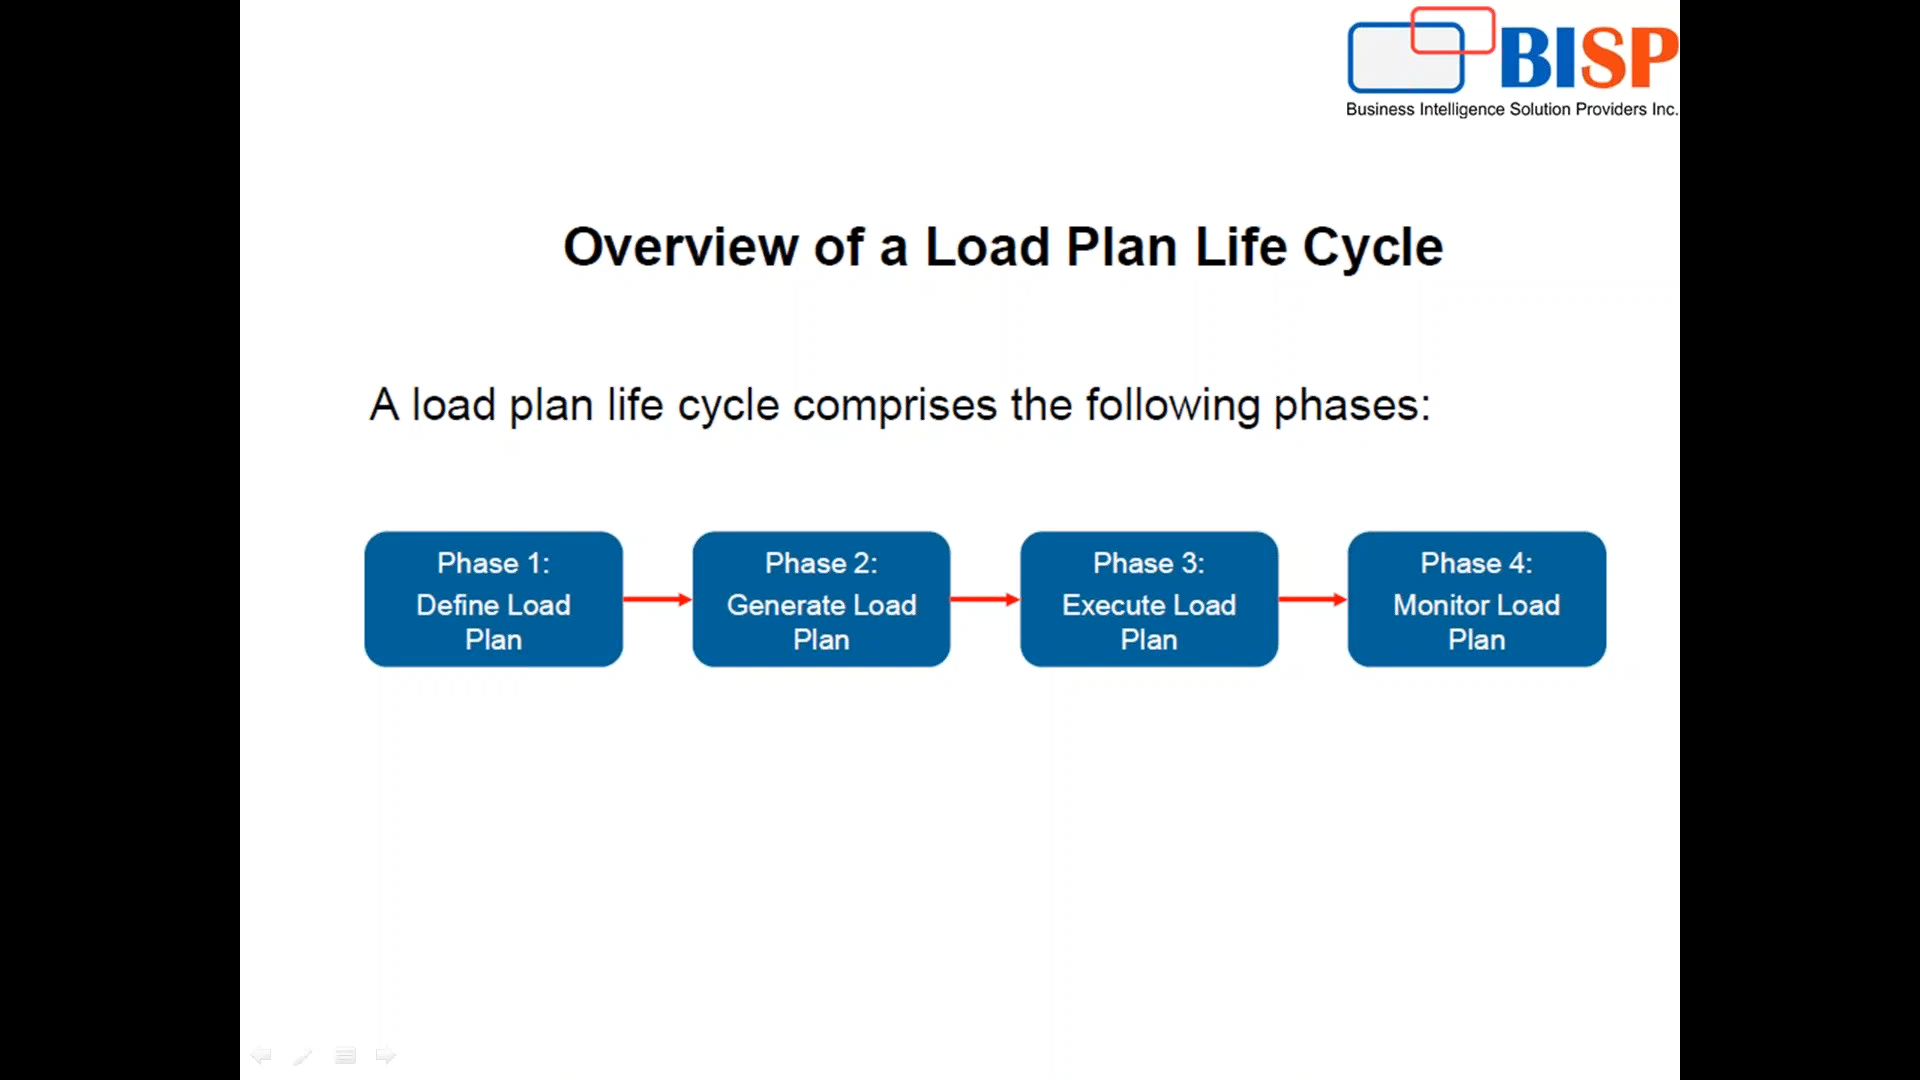 BISP
Business Intelligence Solution Providers Inc.
Overview of a Load Plan Life Cycle
A load plan life cycle comprises the following phases:
Phase 1:
Define Load
Plan
Phase 2:
Generate Load
Plan
Phase 3:
Execute Load
Plan
Phase 4:
Monitor Load
Plan